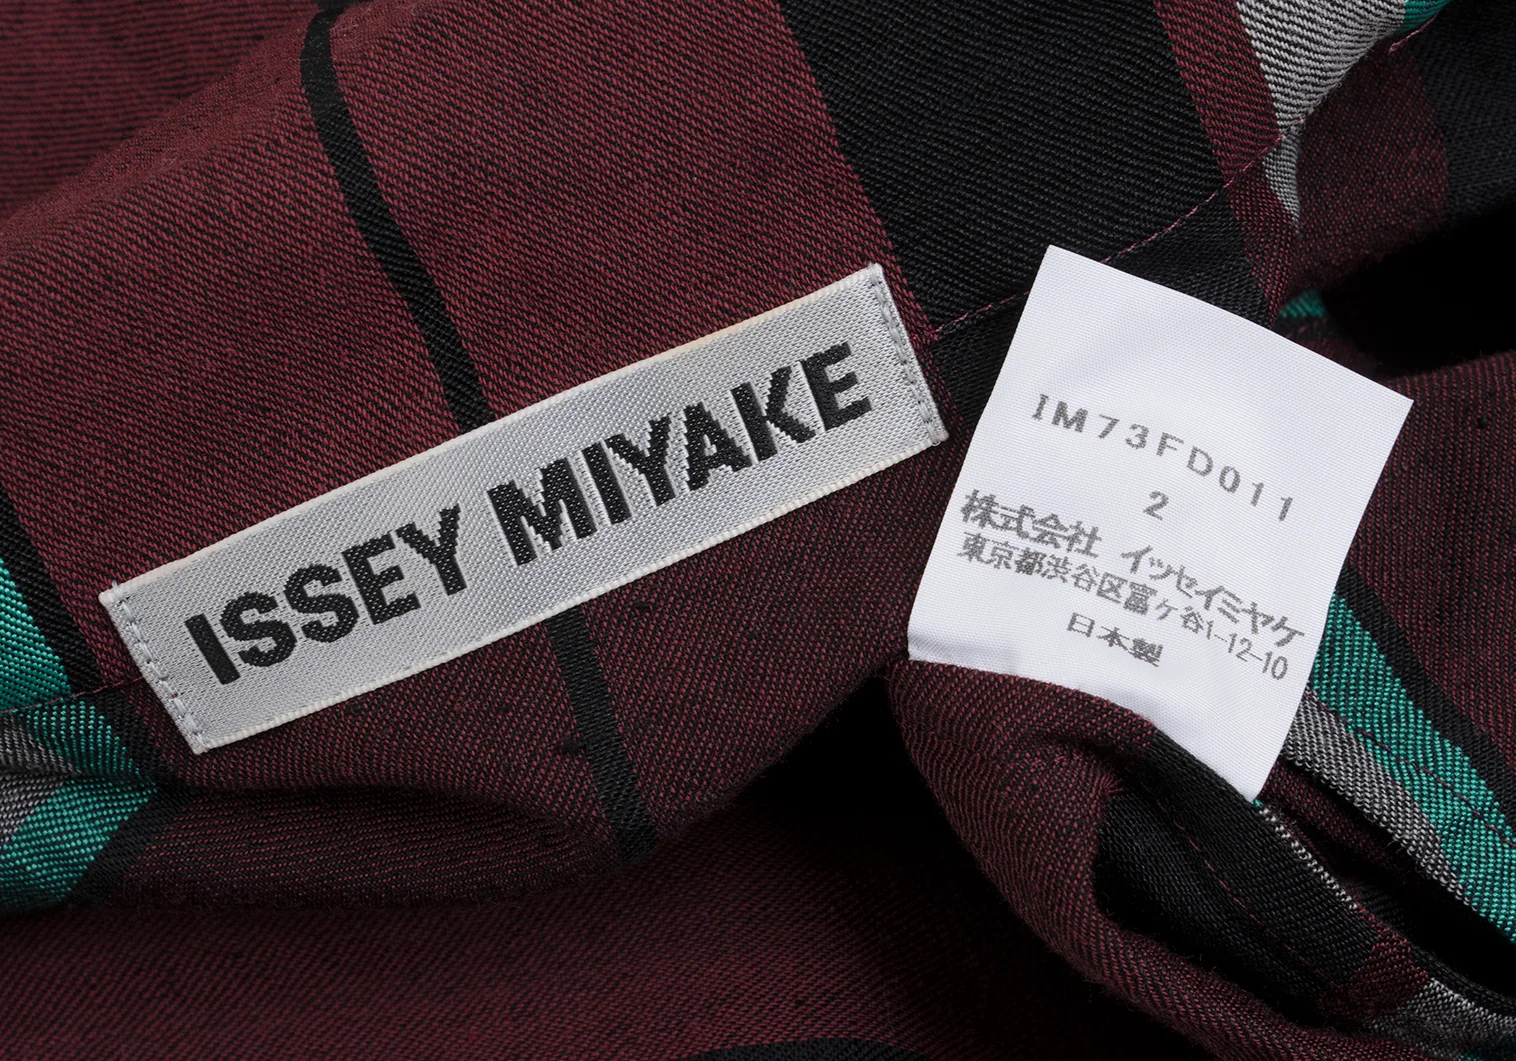 ISSEY MIYAKE
IM73FD011
2
株式会社 イッセイミヤケ
東京都渋谷区富ヶ谷1-12-10
日本製